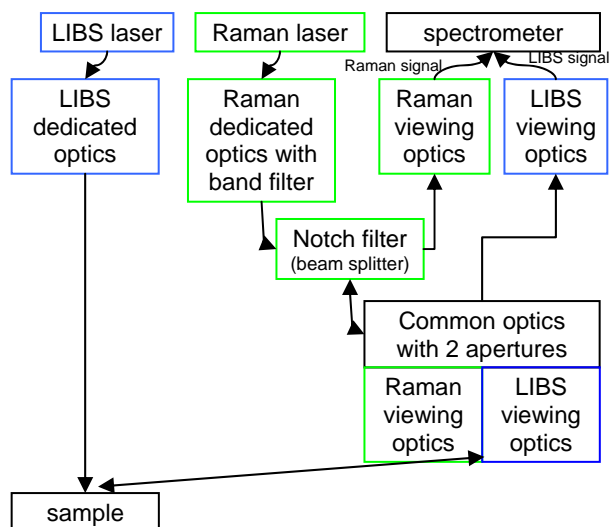 LIBS laser
Raman laser
spectrometer
Raman signal
LIBS signal
LIBS
dedicated
optics
Raman
dedicated
optics with
band filter
Raman
viewing
optics
LIBS
viewing
optics
Notch filter
(beam splitter)
Common optics
with 2 apertures
Raman
viewing
optics
LIBS
viewing
optics
sample